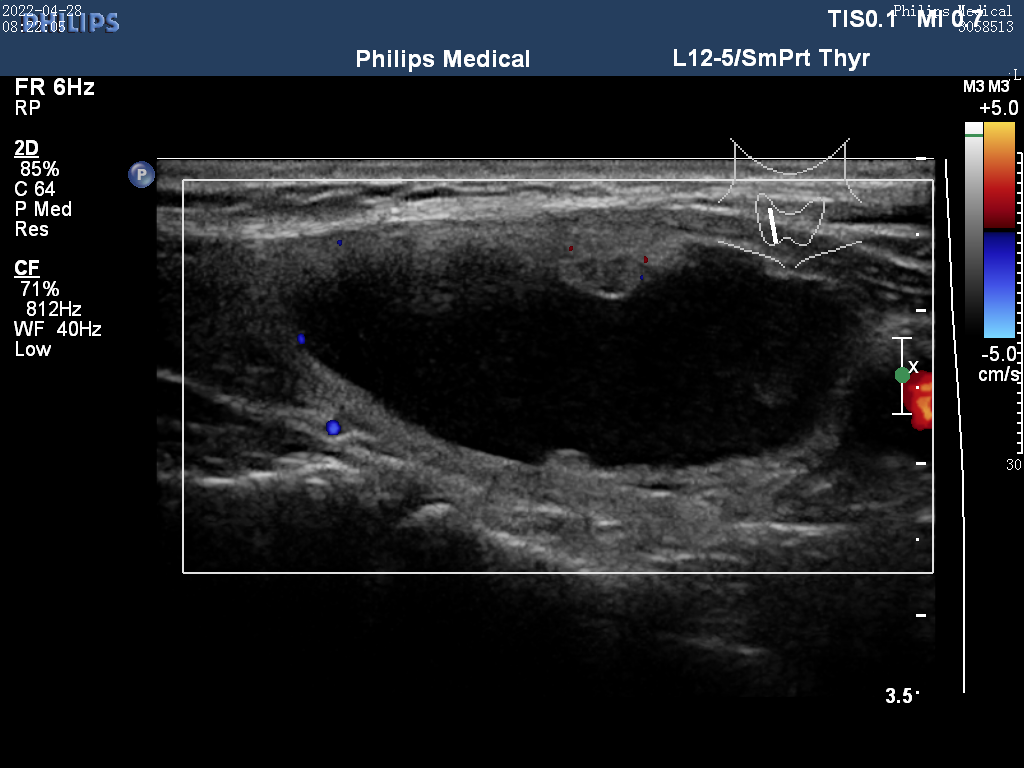 2022-04-28
08:22:05
PHILIPS
TIS0.1 MI 0.7
Philips Medical
3058513
Philips Medical
L12-5/SmPrt Thyr
:L
FR 6Hz
RP
M3 M3
+5.0
2D
85%
C 64
P Med
Res
P
CF
71%
812Hz
WF 40Hz
Low
-5.0
cm/s
X
30
3.5